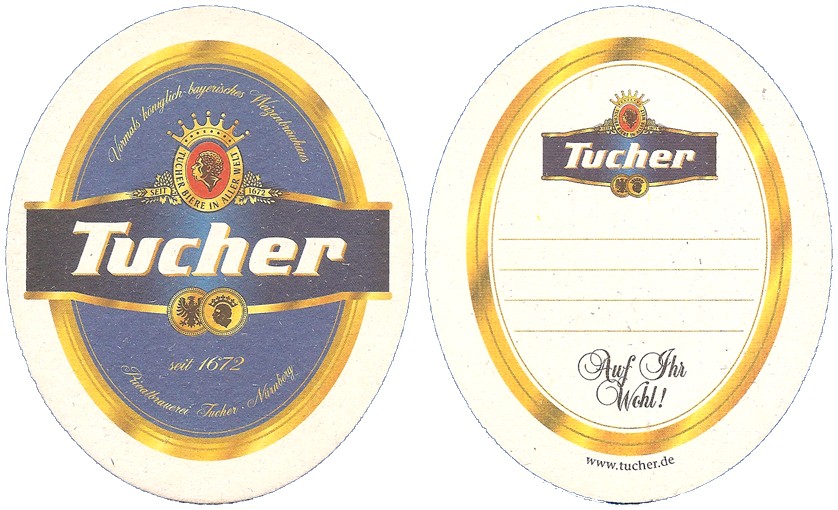 Vormals königlich-bayerisches Weizenbrauhaus
TUCHER BIERE IN ALLER WELT
SEIT 1672
Tucher
seit 1672
Privatbrauerei Tucher · Nürnberg
Tucher
Auf Ihr
Wohl!
www.tucher.de